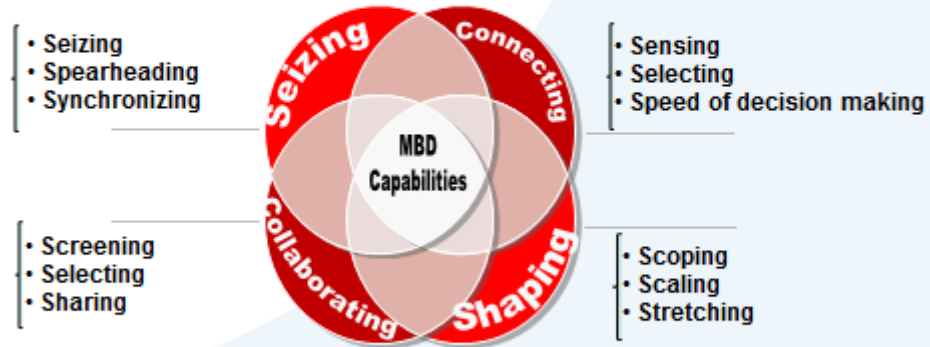 • Seizing
• Spearheading
• Synchronizing
Seizing
Connecting
• Sensing
• Selecting
• Speed of decision making
MBD
Capabilities
• Screening
• Selecting
• Sharing
Collaborating
Shaping
• Scoping
• Scaling
• Stretching